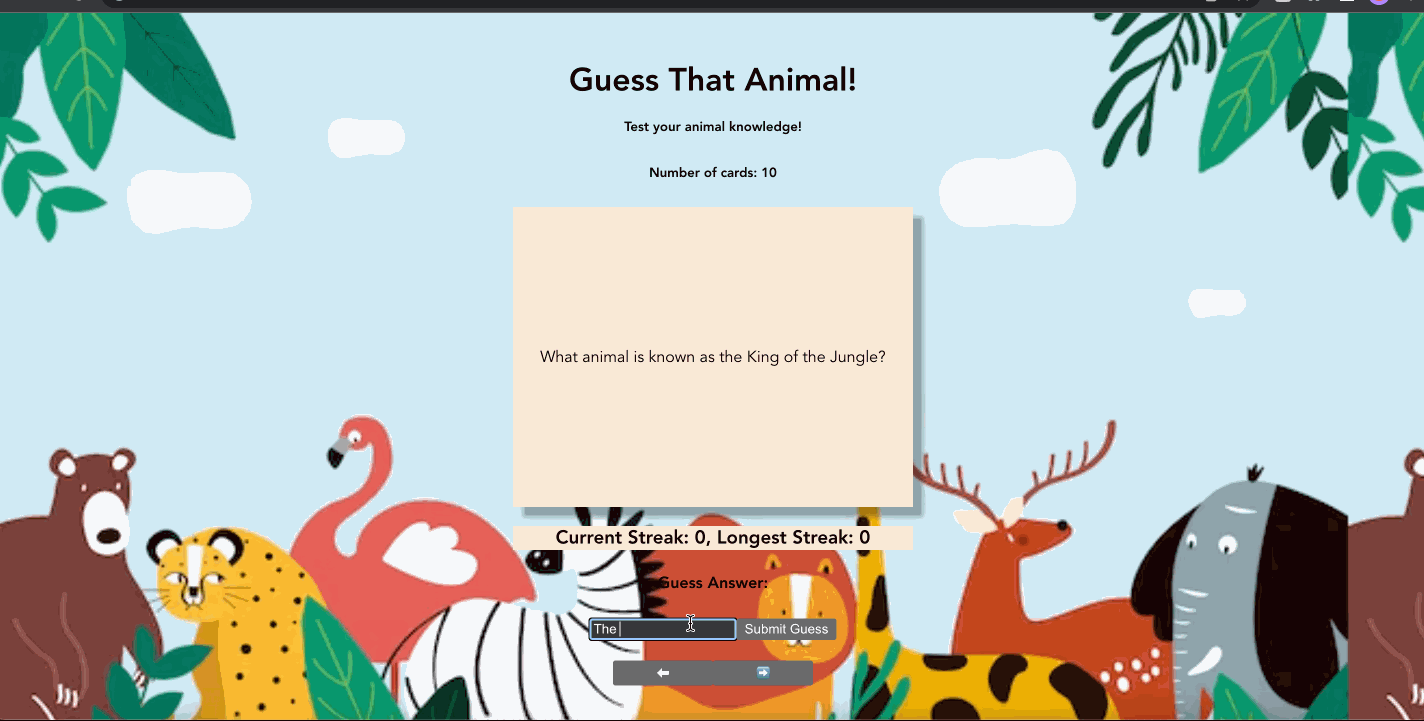 Guess That Animal!
Test your animal knowledge!
Number of cards: 10
What animal is known as the King of the Jungle?
Current Streak: 0, Longest Streak: 0
Guess Answer:
The
Submit Guess